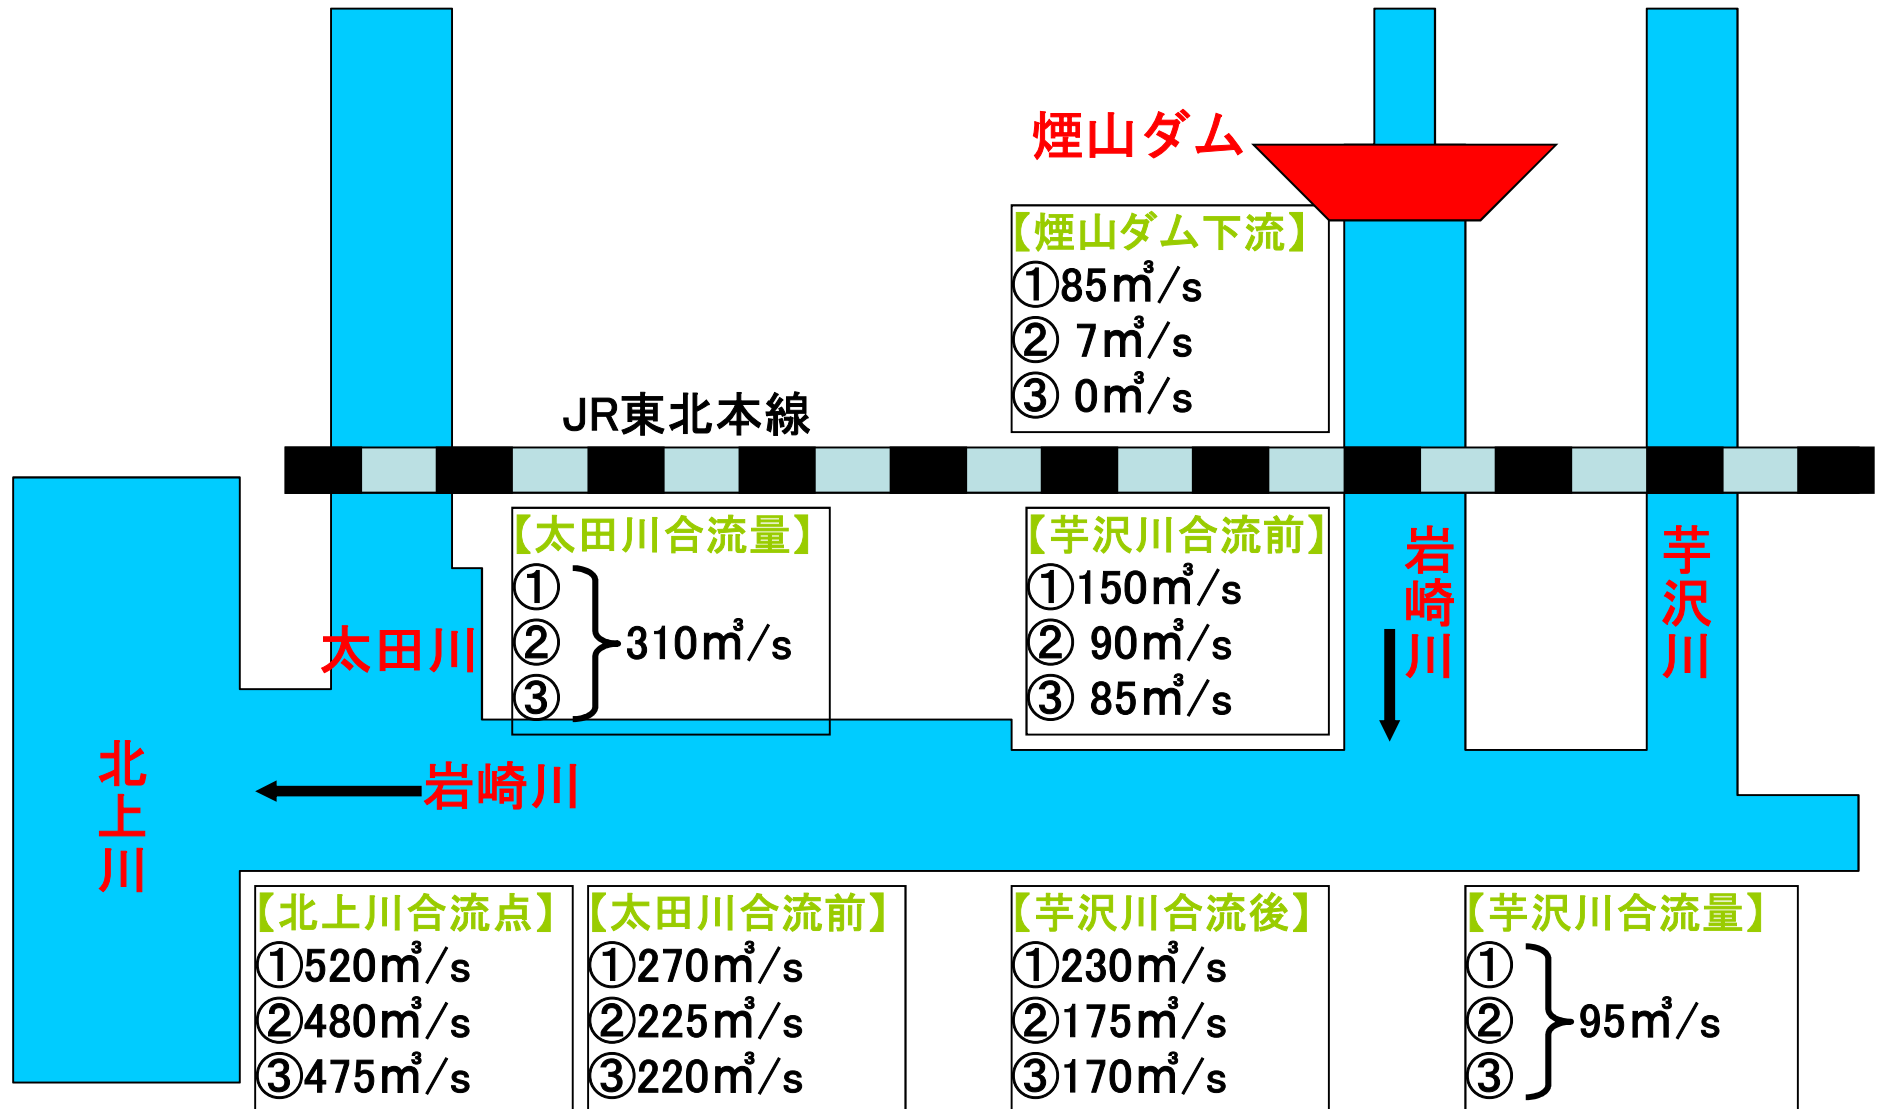 煙山ダム
【煙山ダム下流】
①85㎥/s
② 7㎥/s
③ 0㎥/s
JR東北本線
【太田川合流量】
①
②
③
310㎥/s
【芋沢川合流前】
①150㎥/s
② 90㎥/s
③ 85㎥/s
岩崎川
芋沢川
太田川
北上川
岩崎川
【北上川合流点】
①520㎥/s
②480㎥/s
③475㎥/s
【太田川合流前】
①270㎥/s
②225㎥/s
③220㎥/s
【芋沢川合流後】
①230㎥/s
②175㎥/s
③170㎥/s
【芋沢川合流量】
①
②
③
95㎥/s